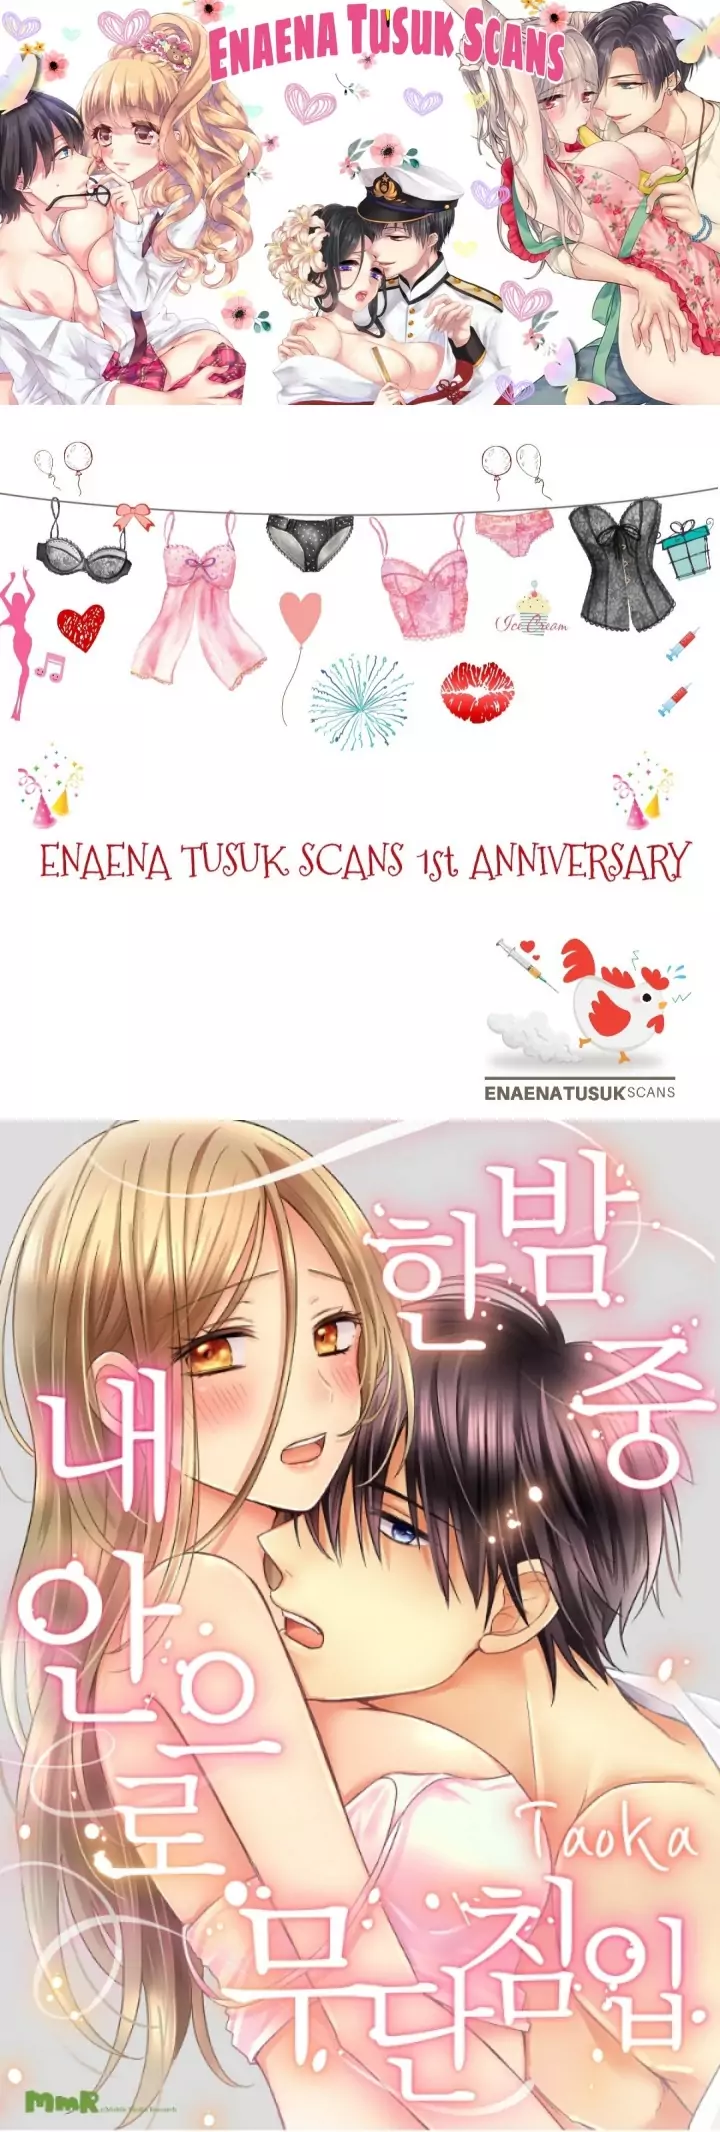 ENAENA TUSUK SCANS
Ice Cream
ENAENA TUSUK SCANS 1st ANNIVERSARY
ENAENATUSUKSCANS
한밤중
내 안으로
무단침입
Taoka
MmR